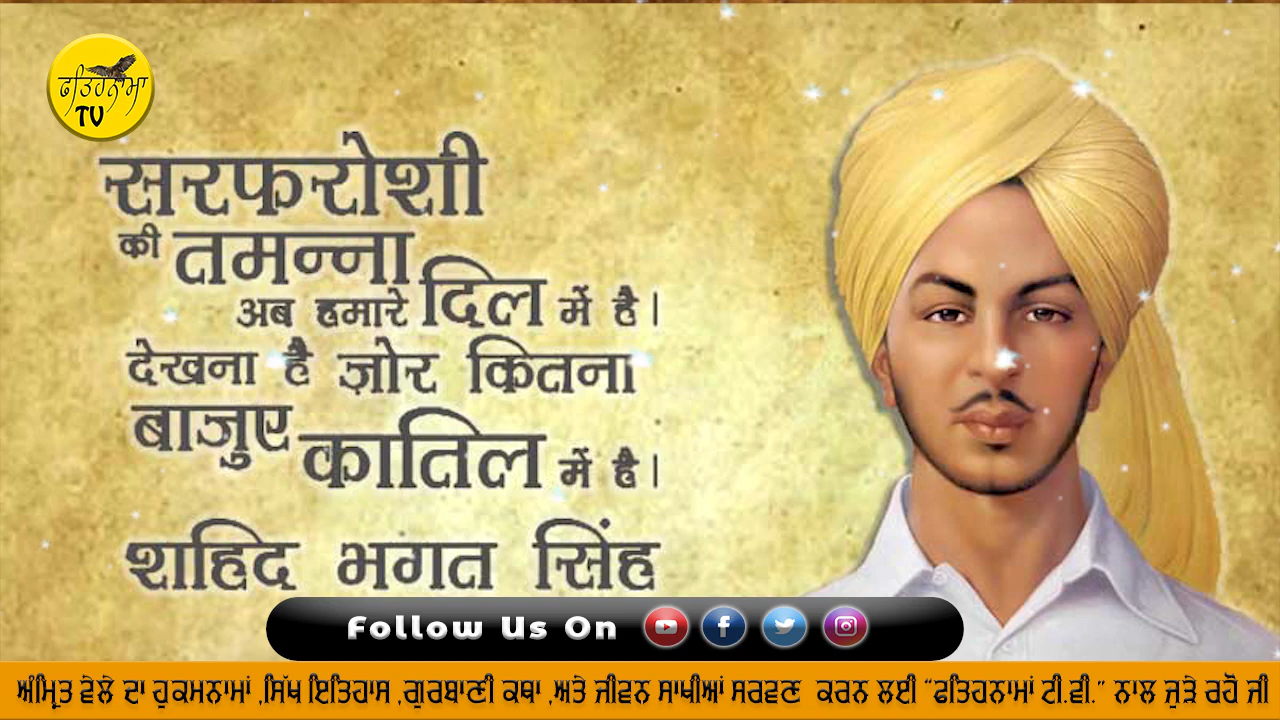 ਫਤਿਹਨਾਮਾ
TV
सरफरोशी
की तमन्ना
अब हमारे दिल में है।
देखना है ज़ोर कितना
बाजुए कातिल में है।
शहिद भगत सिंह
Follow Us On
ਅੰਮ੍ਰਿਤ ਵੇਲੇ ਦਾ ਹੁਕਮਨਾਮਾਂ ,ਸਿੱਖ ਇਤਿਹਾਸ ,ਗੁਰਬਾਣੀ ਕਥਾ ,ਅਤੇ ਜੀਵਨ ਸਾਖੀਆਂ ਸਰਵਣ ਕਰਨ ਲਈ “ਫਤਿਹਨਾਮਾਂ ਟੀ.ਵੀ.” ਨਾਲ ਜੁੜੇ ਰਹੋ ਜੀ